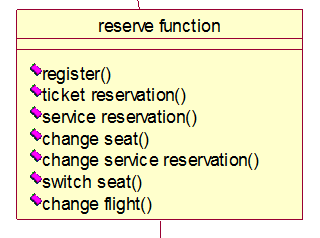 reserve function
register()
ticket reservation()
service reservation()
change seat()
change service reservation()
switch seat()
change flight()